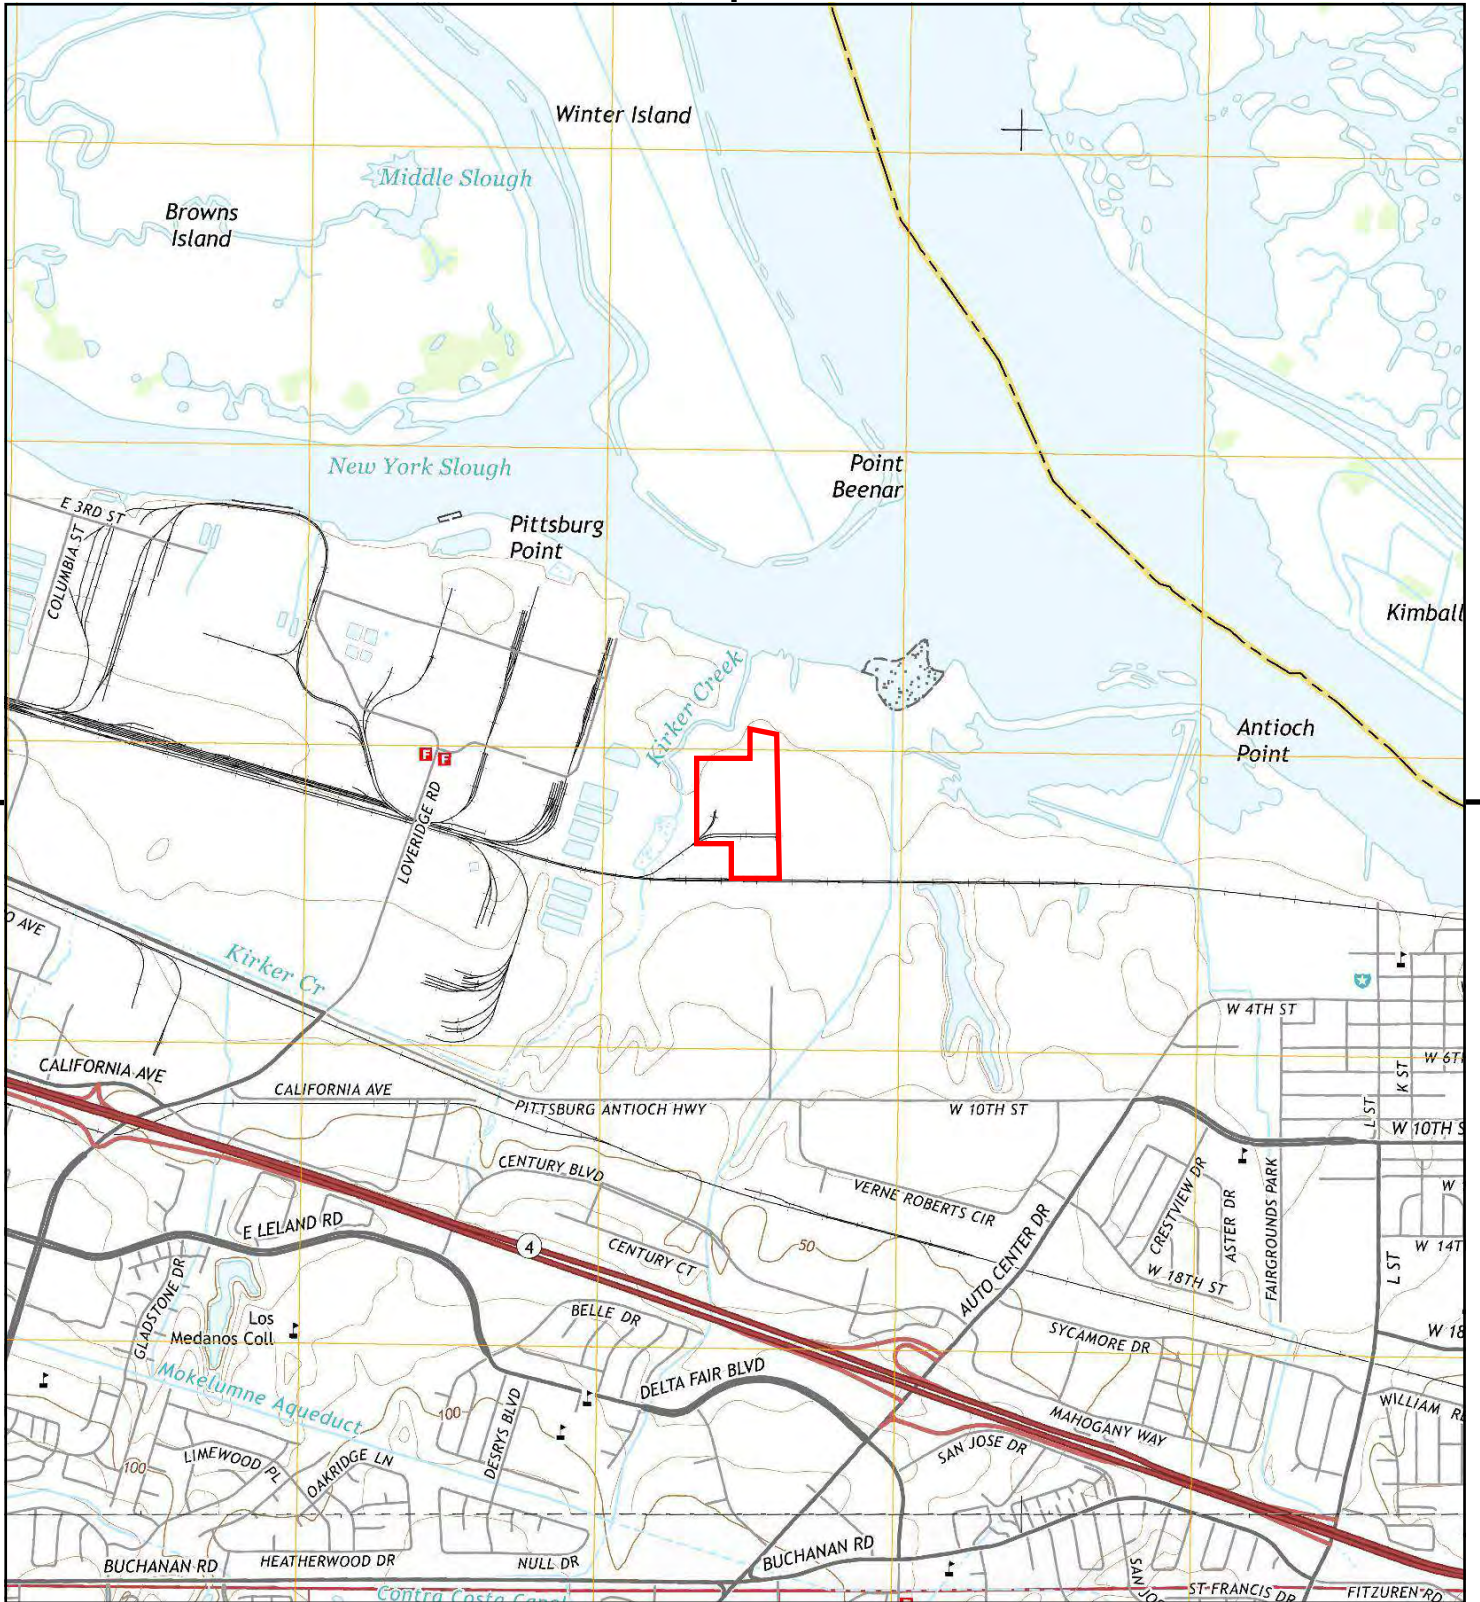 Winter Island
Middle Slough
Browns
Island
New York Slough
Point
Beenar
E 3RD ST
COLUMBIA ST
Pittsburg
Point
Kimball
Kirker Creek
Antioch
Point
F
F
LOVERIDGE RD
Kirker Cr
O AVE
W 4TH ST
W 6T
K ST
CALIFORNIA AVE
CALIFORNIA AVE
PITTSBURG ANTIOCH HWY
W 10TH ST
L ST
W 10TH S
CENTURY BLVD
VERNE ROBERTS CIR
CRESTVIEW DR
ASTER DR
FAIRGROUNDS PARK
W
E LELAND RD
4
CENTURY CT
50
AUTO CENTER DR
W 18TH ST
L ST
W 14T
GLADSTONE DR
Los
Medanos Coll
BELLE DR
SYCAMORE DR
W 18
Mokelumne Aqueduct
DELTA FAIR BLVD
100
DESRYS BLVD
MAHOGANY WAY
WILLIAM R
SAN JOSE DR
100
LIMEWOOD PL
OAKRIDGE LN
BUCHANAN RD
HEATHERWOOD DR
NULL DR
BUCHANAN RD
SAN JO
ST FRANCIS DR
FITZUREN RD
Contra Costa Canal